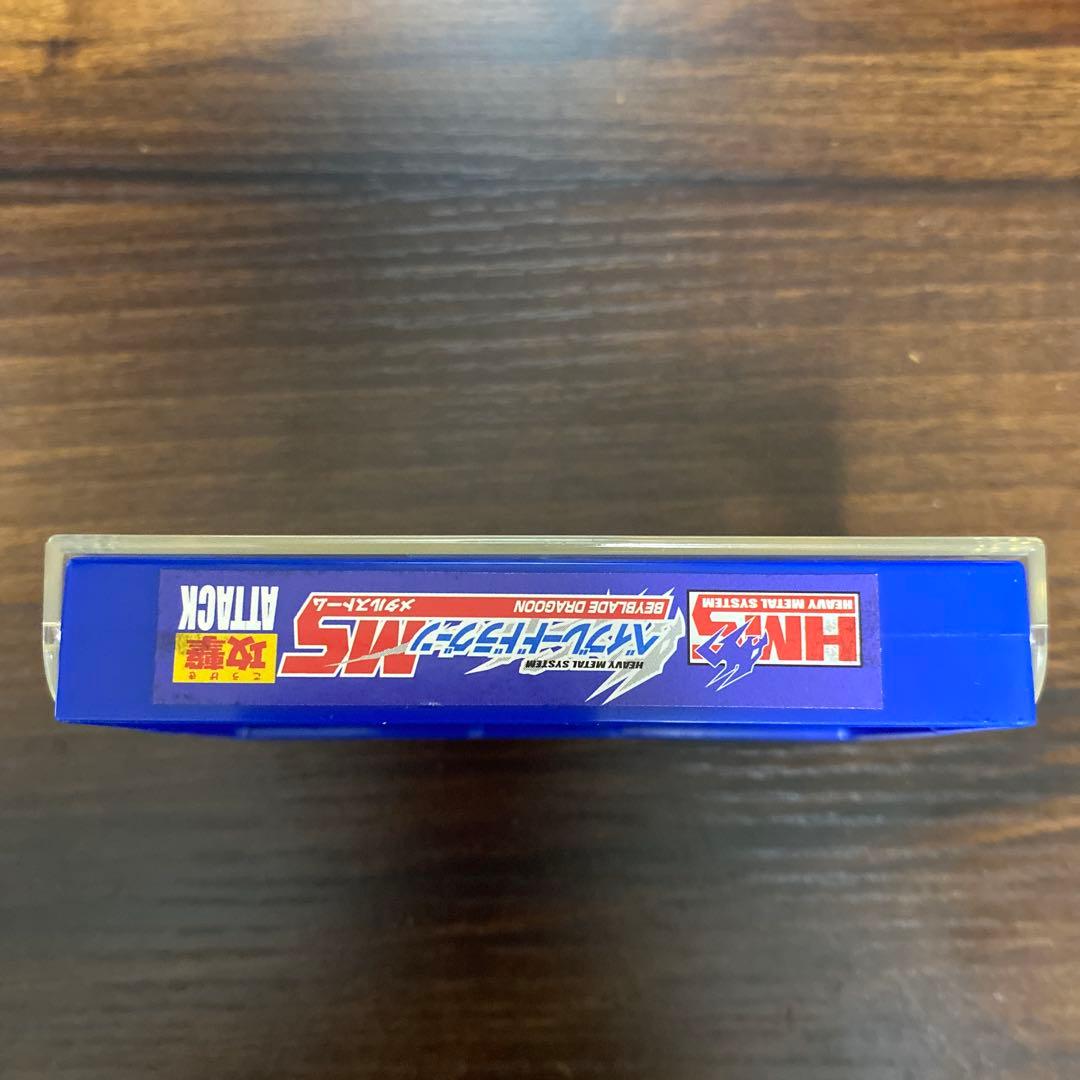 HMS
HEAVY METAL SYSTEM
HEAVY METAL SYSTEM
ベイブレードドラグーンMS
BEYBLADE DRAGOON メタルストーム
こうげき
攻撃
ATTACK